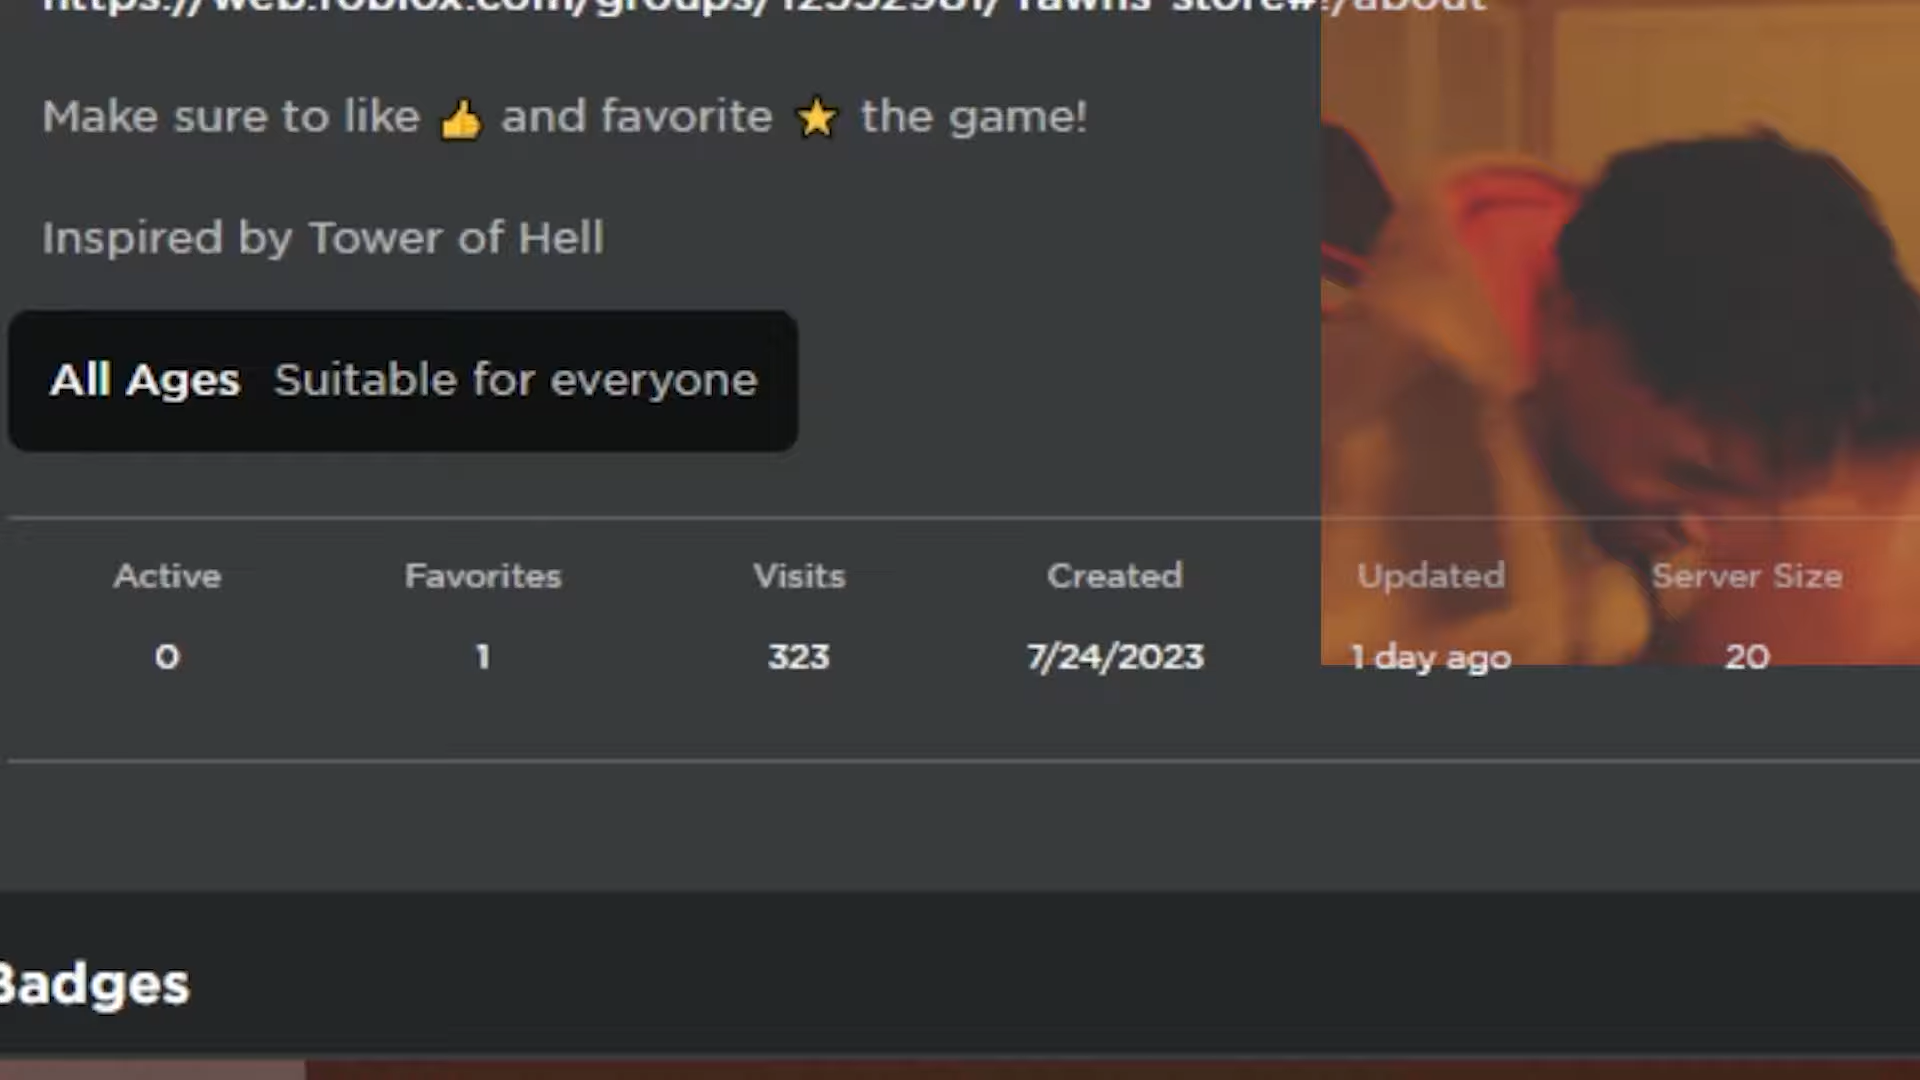 Make sure to like 👍 and favorite ⭐ the game!
Inspired by Tower of Hell
All Ages Suitable for everyone
Active Favorites Visits Created Updated Server Size
0 1 323 7/24/2023 1 day ago 20
Badges